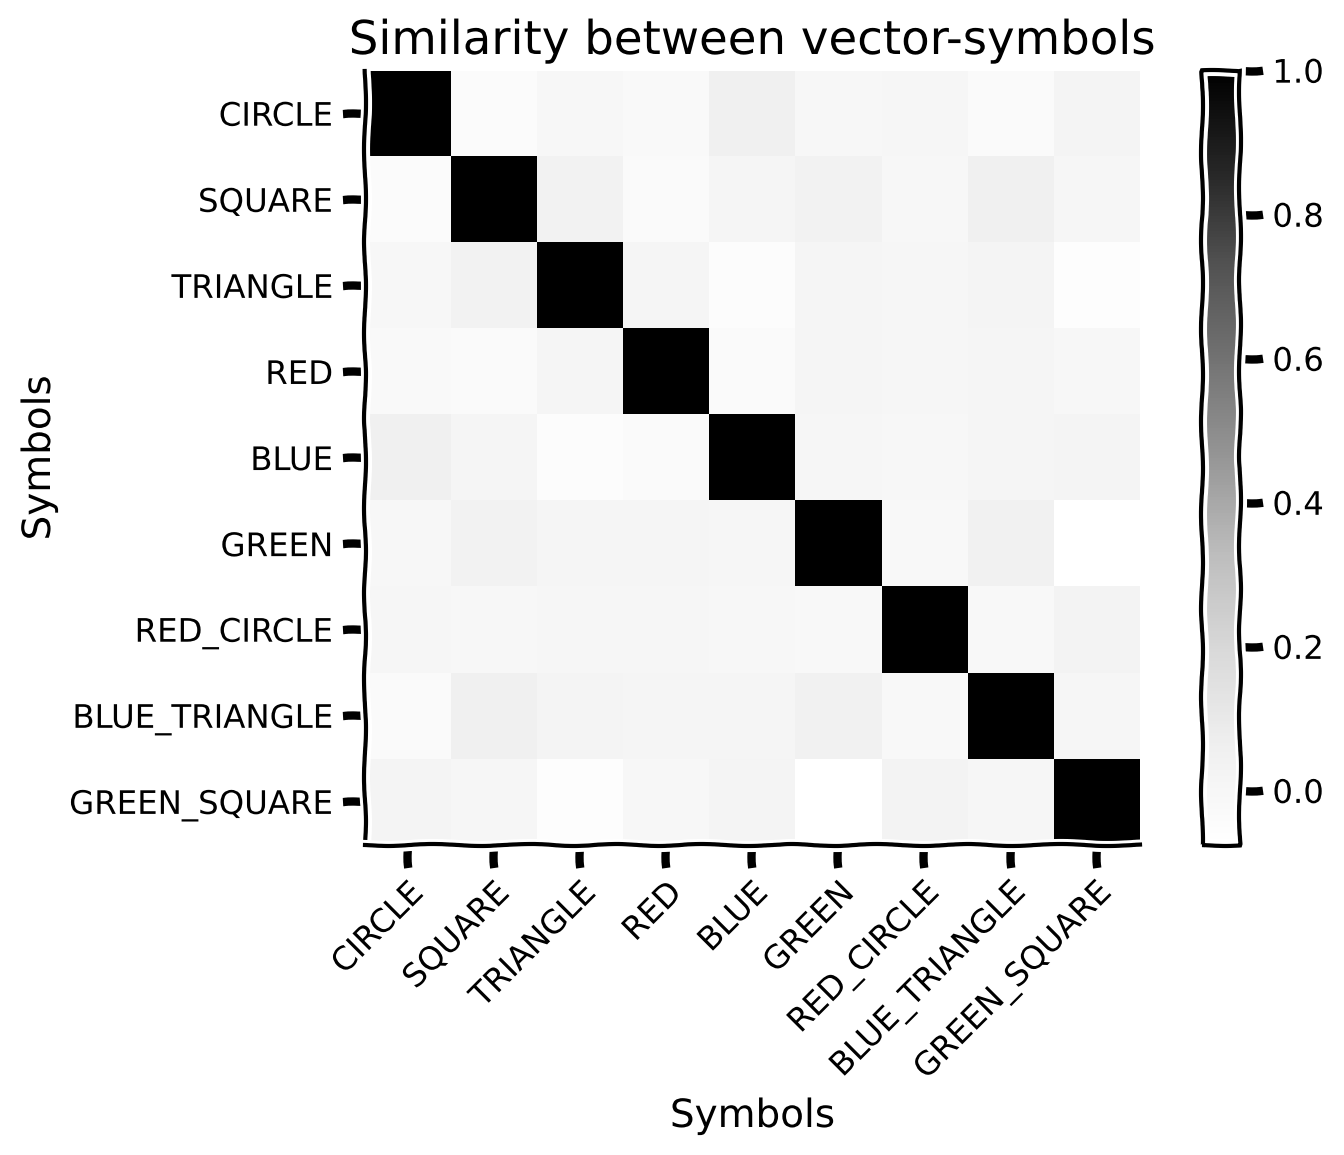 Similarity between vector-symbols
CIRCLE
SQUARE
TRIANGLE
RED
BLUE
GREEN
RED_CIRCLE
BLUE_TRIANGLE
GREEN_SQUARE
Symbols
CIRCLE
SQUARE
TRIANGLE
RED
BLUE
GREEN
RED_CIRCLE
BLUE_TRIANGLE
GREEN_SQUARE
Symbols
1.0
0.8
0.6
0.4
0.2
0.0